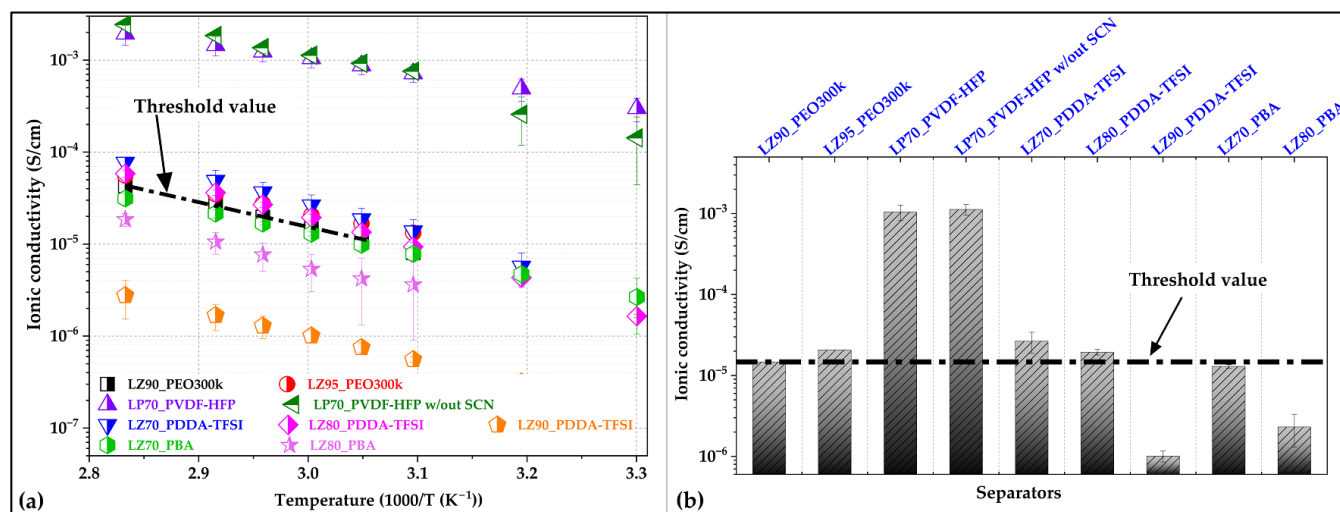 10⁻³
10⁻⁴
10⁻⁵
10⁻⁶
10⁻⁷
Ionic conductivity (S/cm)
Threshold value
LZ90_PEO300k
LZ95_PEO300k
LP70_PVDF-HFP
LP70_PVDF-HFP w/out SCN
LZ70_PDDA-TFSI
LZ80_PDDA-TFSI
LZ90_PDDA-TFSI
LZ70_PBA
LZ80_PBA
2.8
2.9
3.0
3.1
3.2
3.3
Temperature (1000/T (K⁻¹)
(a)
LZ90_PEO300k
LZ95_PEO300k
LP70_PVDF-HFP
LP70_PVDF-HFP w/out SCN
LZ70_PDDA-TFSI
LZ80_PDDA-TFSI
LZ90_PDDA-TFSI
LZ70_PBA
LZ80_PBA
10⁻³
10⁻⁴
10⁻⁵
10⁻⁶
Ionic conductivity (S/cm)
Threshold value
Separators
(b)